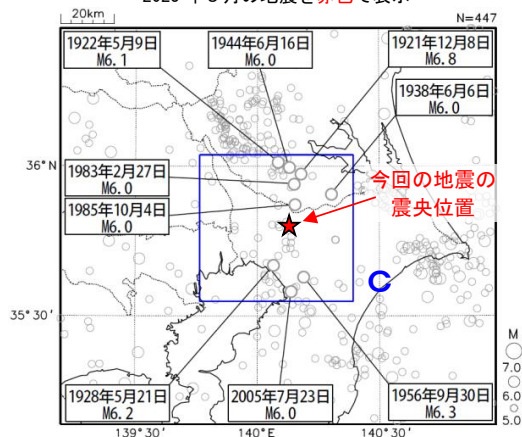 20km
N=447
1922年5月9日
M6.1
1944年6月16日
M6.0
1921年12月8日
M6.8
1938年6月6日
M6.0
36°N
1983年2月27日
M6.0
今回の地震の
震央位置
1985年10月4日
M6.0
C
35°30'N
M
7.0
6.0
5.0
1928年5月21日
M6.2
2005年7月23日
M6.0
1956年9月30日
M6.3
139°30'E
140°E
140°30'E